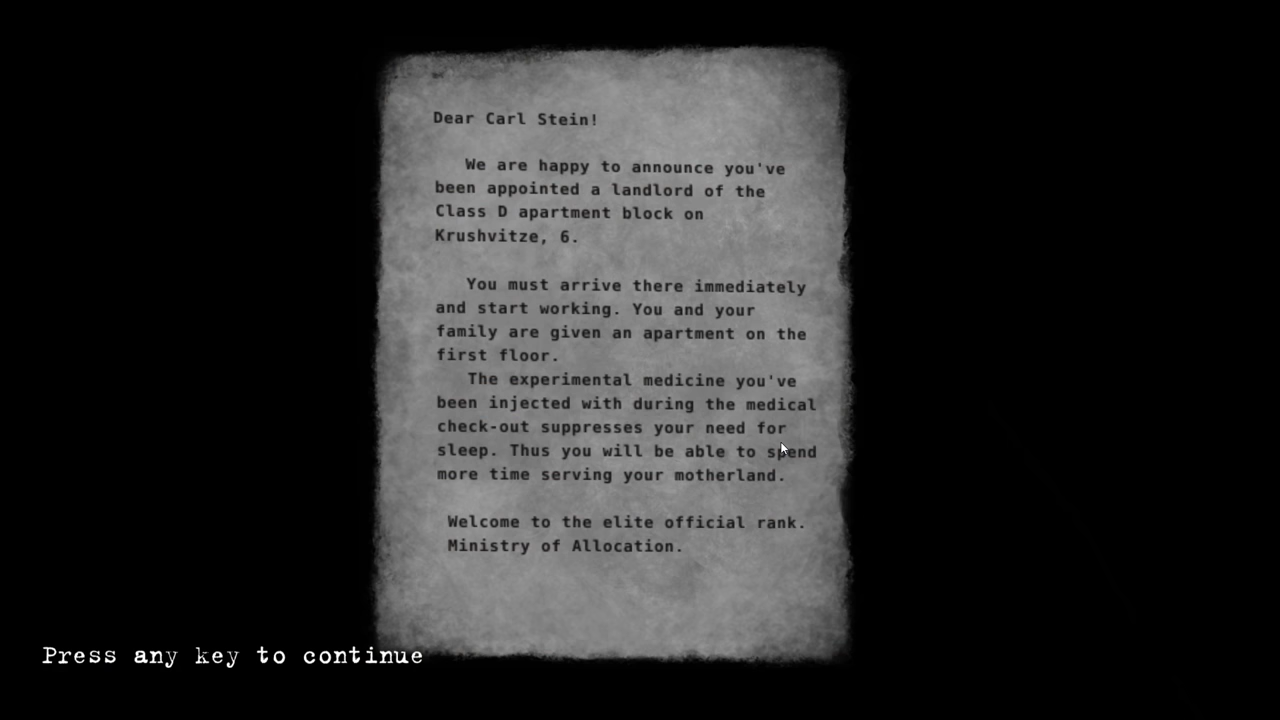 Dear Carl Stein!
We are happy to announce you've
been appointed a landlord of the
Class D apartment block on
Krushvitze, 6.
You must arrive there immediately
and start working. You and your
family are given an apartment on the
first floor.
The experimental medicine you've
been injected with during the medical
check-out suppresses your need for
sleep. Thus you will be able to spend
more time serving your motherland.
Welcome to the elite official rank.
Ministry of Allocation.
Press any key to continue